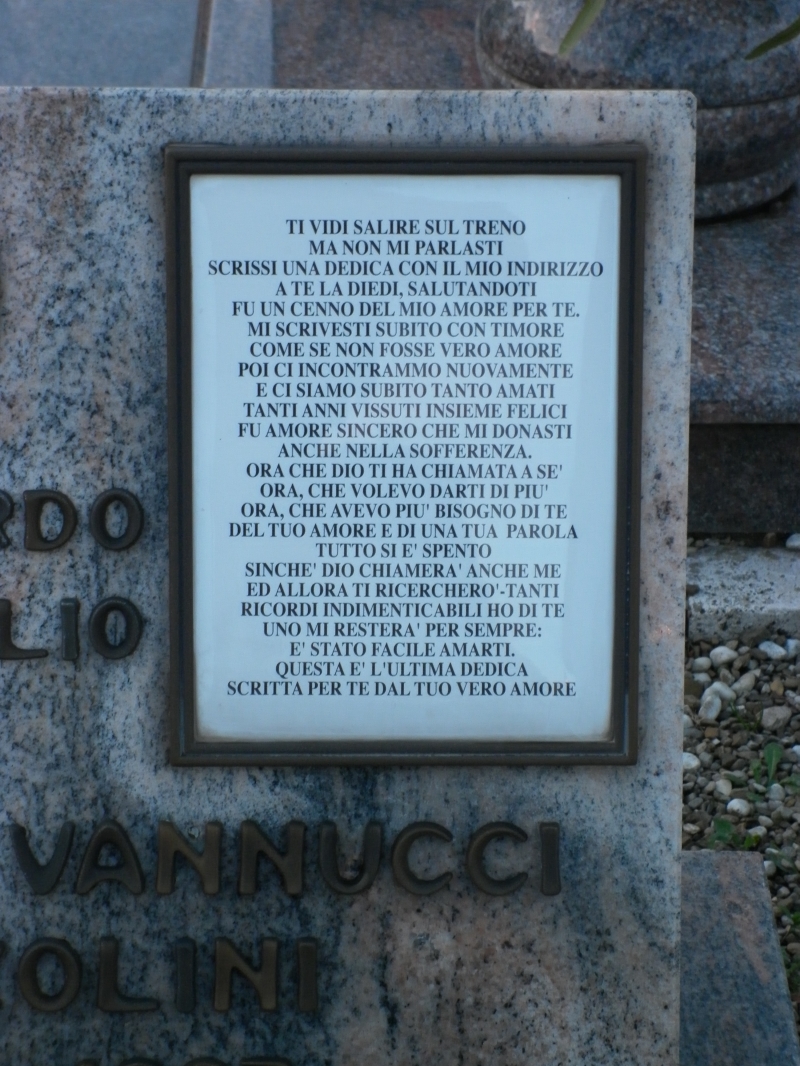 TI VIDI SALIRE SUL TRENO
MA NON MI PARLASTI
SCRISSI UNA DEDICA CON IL MIO INDIRIZZO
A TE LA DIEDI, SALUTANDOTI
FU UN CENNO DEL MIO AMORE PER TE.
MI SCRIVESTI SUBITO CON TIMORE
COME SE NON FOSSE VERO AMORE
POI CI INCONTRAMMO NUOVAMENTE
E CI SIAMO SUBITO TANTO AMATI
TANTI ANNI VISSUTI INSIEME FELICI
FU AMORE SINCERO CHE MI DONASTI
ANCHE NELLA SOFFERENZA.
ORA CHE DIO TI HA CHIAMATA A SE'
ORA, CHE VOLEVO DARTI DI PIU'
ORA, CHE AVEVO PIU' BISOGNO DI TE
DEL TUO AMORE E DI UNA TUA PAROLA
TUTTO SI E' SPENTO
SINCHE' DIO CHIAMERA' ANCHE ME
ED ALLORA TI RICERCHERO'-TANTI
RICORDI INDIMENTICABILI HO DI TE
UNO MI RESTERA' PER SEMPRE:
E' STATO FACILE AMARTI.
QUESTA E' L'ULTIMA DEDICA
SCRITTA PER TE DAL TUO VERO AMORE
RDO
LIO
VANNUCCI
OLINI